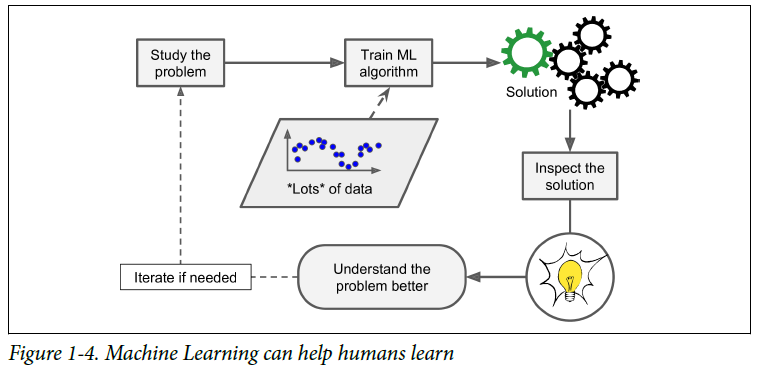 Study the
problem
Train ML
algorithm
Solution
*Lots* of data
Inspect the
solution
Understand the
problem better
Iterate if needed
Figure 1-4. Machine Learning can help humans learn